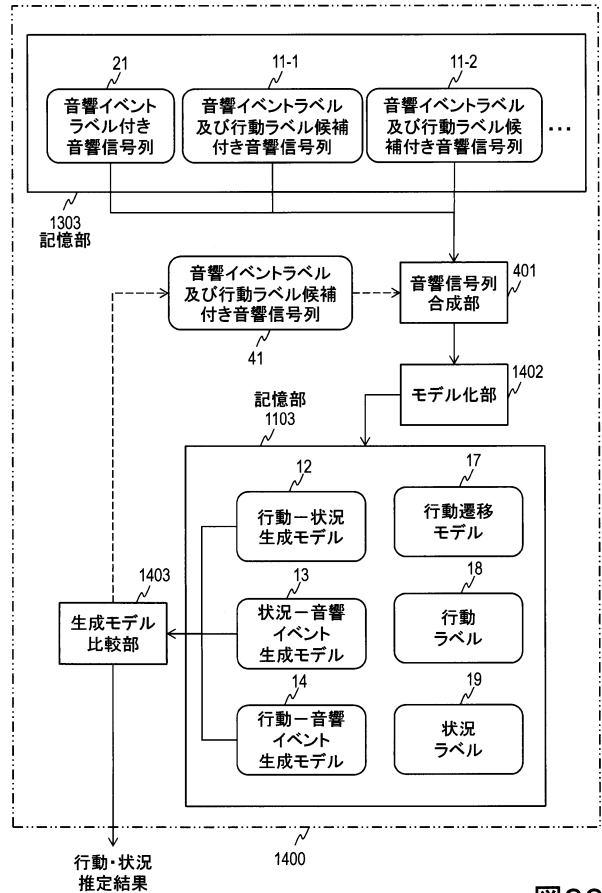 21
11-1
11-2
音響イベント
ラベル付き
音響信号列
音響イベントラベル
及び行動ラベル候補
付き音響信号列
音響イベントラベル
及び行動ラベル候
補付き音響信号列
...
1303
記憶部
音響イベントラベル
及び行動ラベル候補
付き音響信号列
41
音響信号列
合成部
401
1402
モデル化部
記憶部
1103
12
行動－状況
生成モデル
17
行動遷移
モデル
13
状況－音響
イベント
生成モデル
18
行動
ラベル
14
行動－音響
イベント
生成モデル
19
状況
ラベル
1403
生成モデル
比較部
1400
行動・状況
推定結果